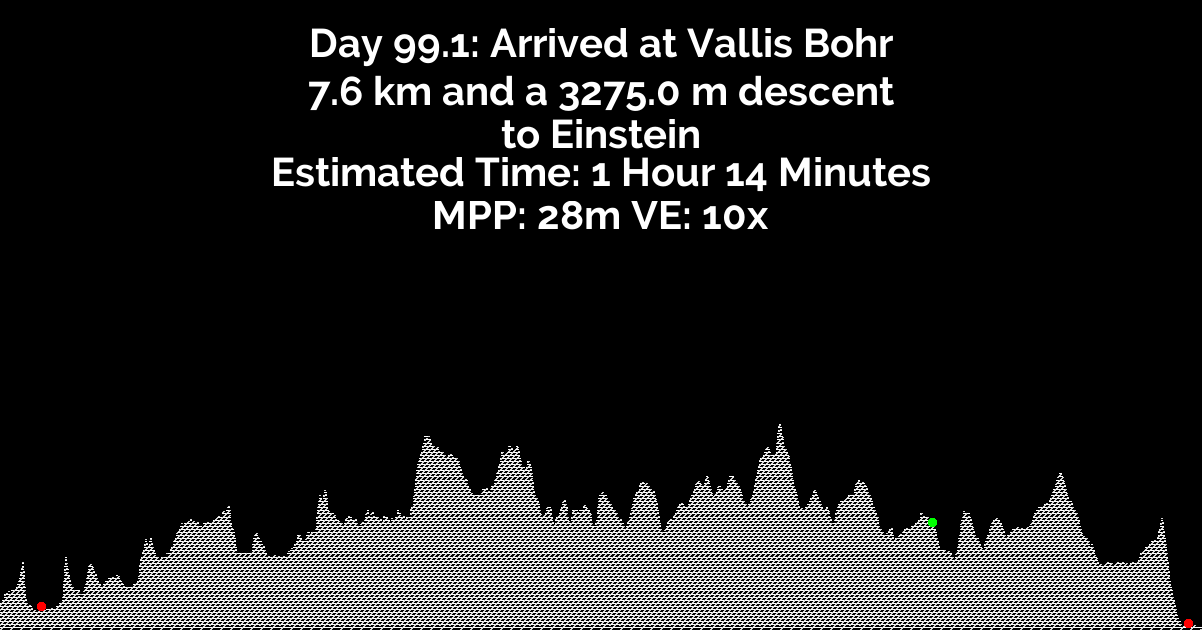 Day 99.1: Arrived at Vallis Bohr
7.6 km and a 3275.0 m descent
to Einstein
Estimated Time: 1 Hour 14 Minutes
MPP: 28m VE: 10x